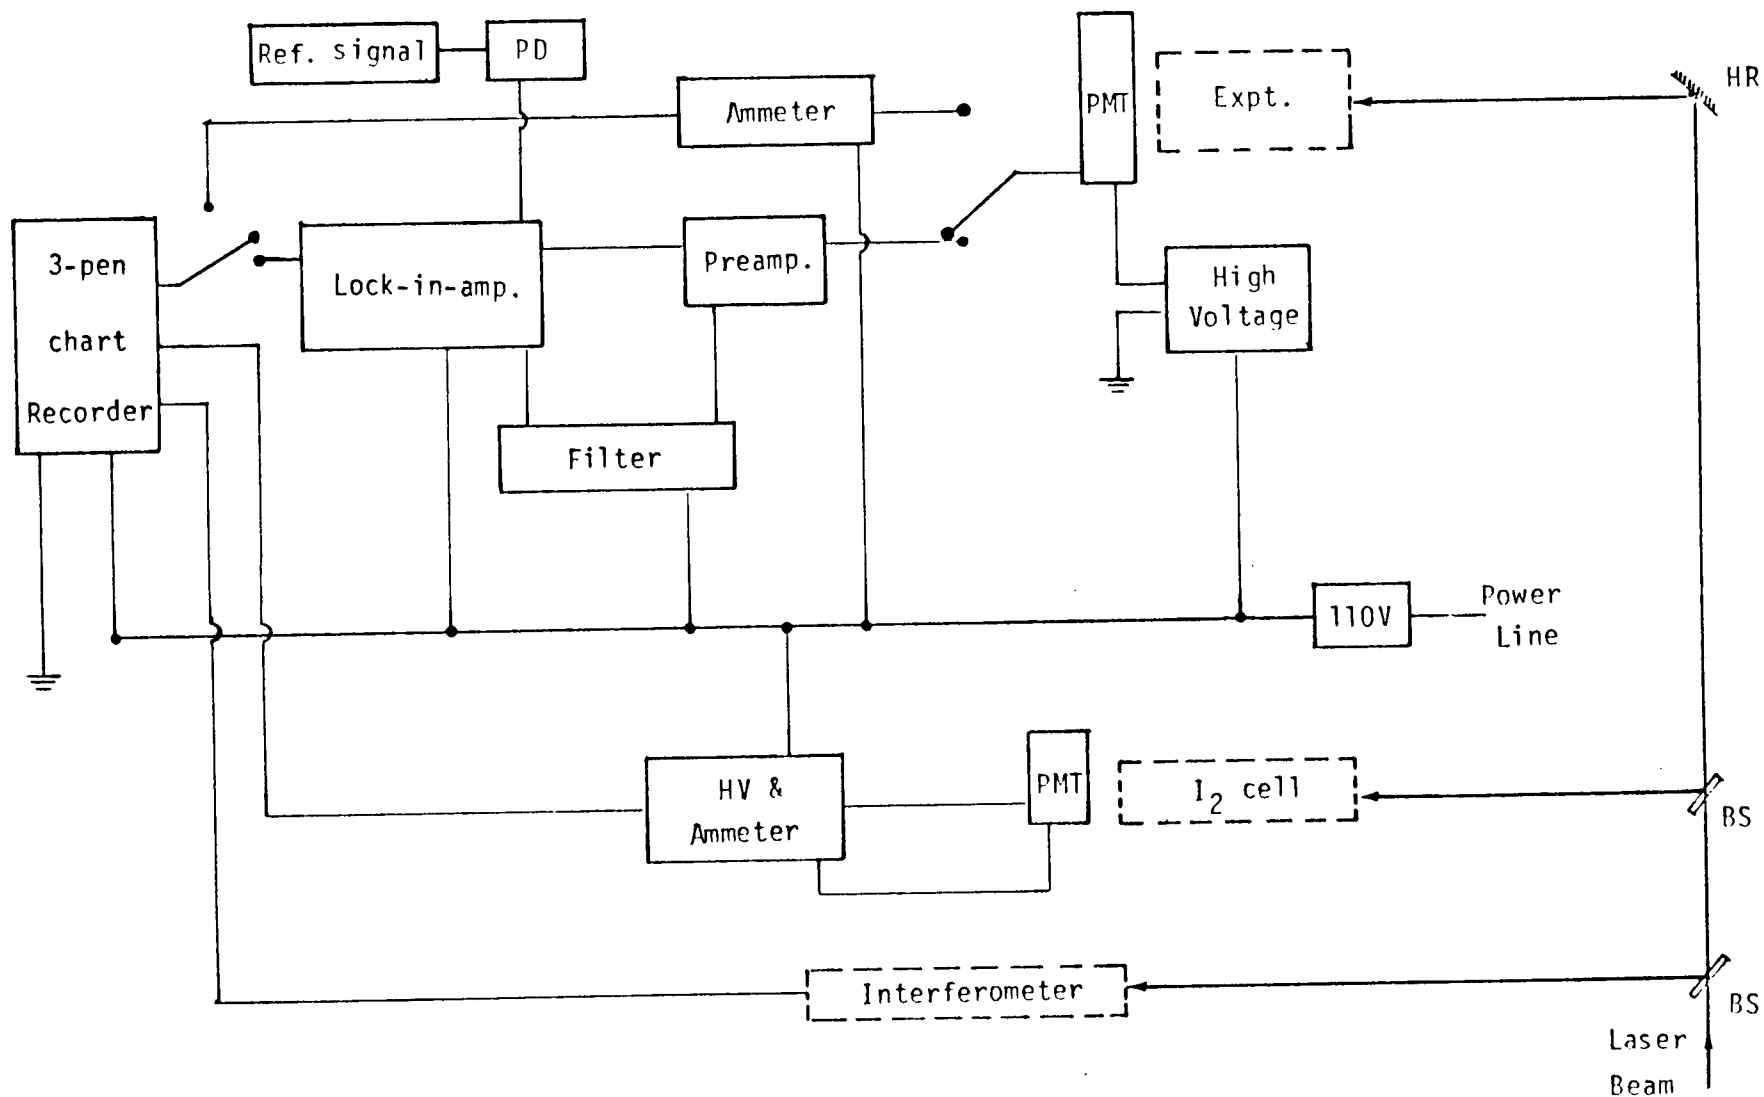 Ref. signal
PD
PMT
Expt.
HR
Ammeter
3-pen
chart
Recorder
Lock-in-amp.
Preamp.
High
Voltage
Filter
110V
Power
Line
HV &
Ammeter
PMT
I2 cell
BS
Interferometer
BS
Laser
Beam